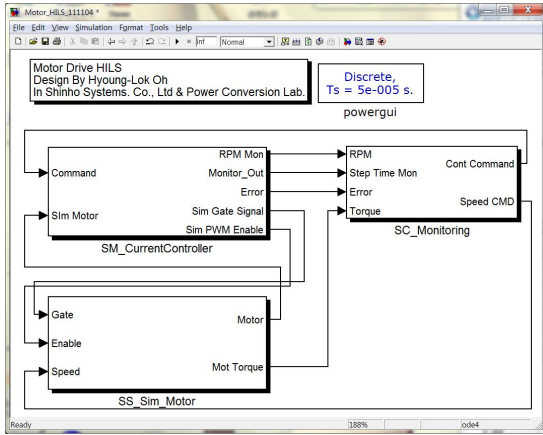 Motor_HILS_111104 *
File Edit View Simulation Format Tools Help
Inf Normal
Motor Drive HILS
Design By Hyoung-Lok Oh
In Shinho Systems. Co., Ltd & Power Conversion Lab.
Discrete,
Ts = 5e-005 s.
powergui
Command
SIm Motor
RPM Mon
Monitor_Out
Error
Sim Gate Signal
Sim PWM Enable
SM_CurrentController
RPM
Step Time Mon
Error
Torque
Cont Command
Speed CMD
SC_Monitoring
Gate
Enable
Speed
Motor
Mot Torque
SS_Sim_Motor
Ready 188% ode4